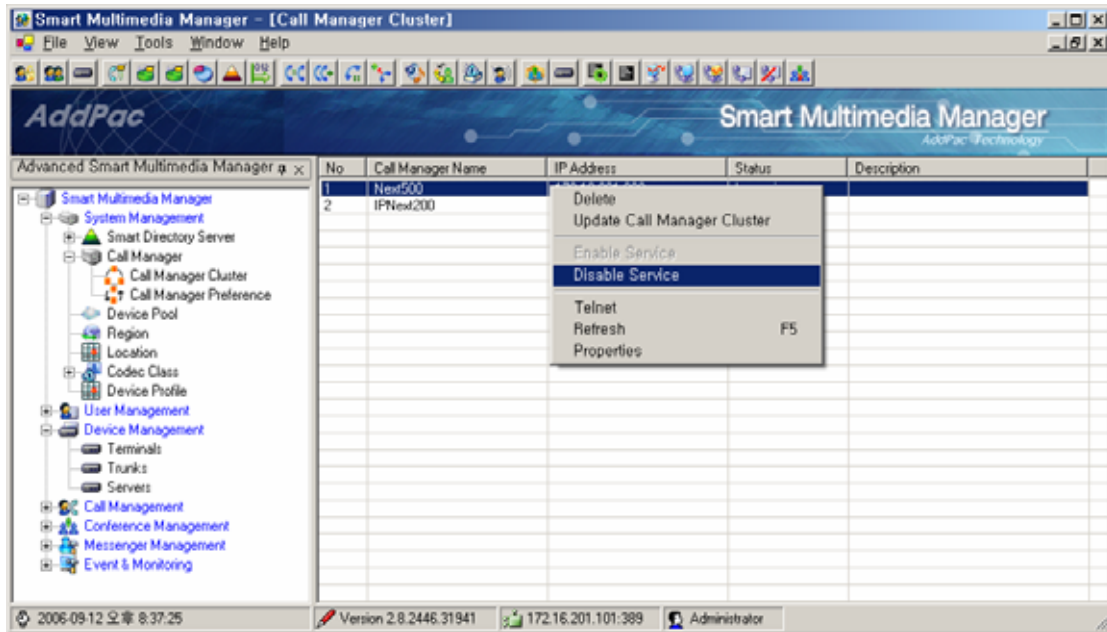 Smart Multimedia Manager - [Call Manager Cluster]
File View Tools Window Help
AddPac
Smart Multimedia Manager
AddPac Technology
Advanced Smart Multimedia Manager
No Call Manager Name IP Address Status Description
1 Next500
2 IPNext200
Delete
Update Call Manager Cluster
Enable Service
Disable Service
Telnet
Refresh F5
Properties
Smart Multimedia Manager
System Management
Smart Directory Server
Call Manager
Call Manager Cluster
Call Manager Preference
Device Pool
Region
Location
Codec Class
Device Profile
User Management
Device Management
Terminals
Trunks
Servers
Call Management
Conference Management
Messenger Management
Event & Monitoring
2006-09-12 오후 8:37:25 Version 2.8.2446.31941 172.16.201.101:389 Administrator